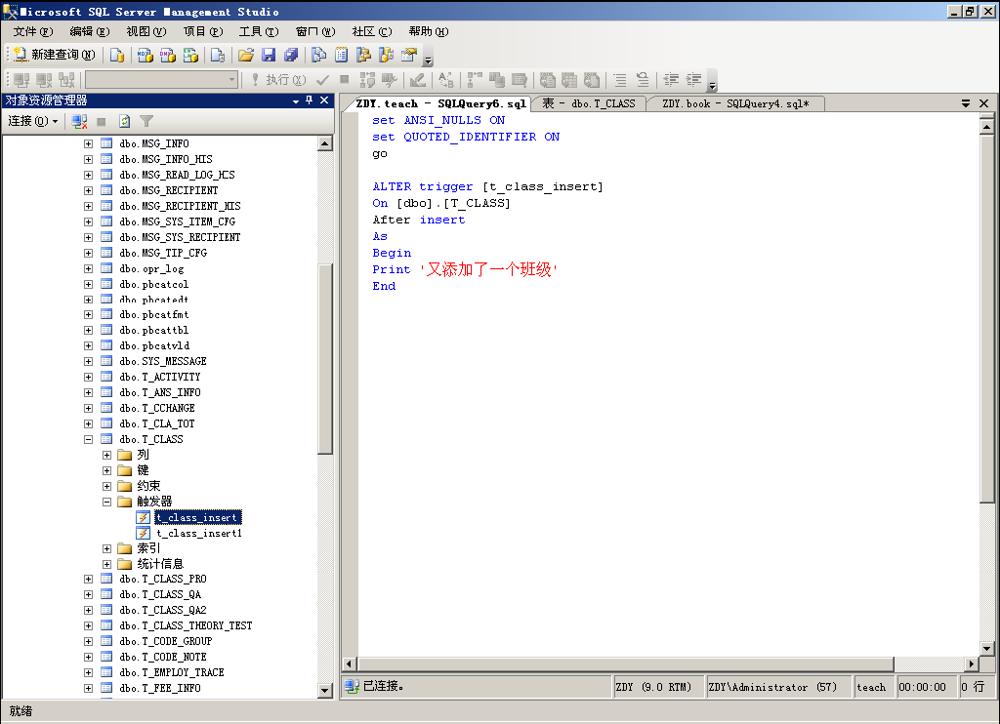 Microsoft SQL Server Management Studio
文件(F) 编辑(E) 视图(V) 项目(P) 工具(T) 窗口(W) 社区(C) 帮助(H)
新建查询(N)
执行(X)
对象资源管理器
连接(O)
dbo.MSG_INFO
dbo.MSG_INFO_HIS
dbo.MSG_READ_LOG_HIS
dbo.MSG_RECIPIENT
dbo.MSG_RECIPIENT_HIS
dbo.MSG_SYS_ITEM_CFG
dbo.MSG_SYS_RECIPIENT
dbo.MSG_TIP_CFG
dbo.opr_log
dbo.pbcatcol
dbo.pbcatedt
dbo.pbcatfmt
dbo.pbcattbl
dbo.pbcatvld
dbo.SYS_MESSAGE
dbo.T_ACTIVITY
dbo.T_ANS_INFO
dbo.T_CCHANGE
dbo.T_CLA_TOT
dbo.T_CLASS
列
键
约束
触发器
t_class_insert
t_class_insert1
索引
统计信息
dbo.T_CLASS_PRO
dbo.T_CLASS_QA
dbo.T_CLASS_QA2
dbo.T_CLASS_THEORY_TEST
dbo.T_CODE_GROUP
dbo.T_CODE_NOTE
dbo.T_EMPLOY_TRACE
dbo.T_FEE_INFO
ZDY.teach - SQLQuery6.sql 表 - dbo.T_CLASS ZDY.book - SQLQuery4.sql*
set ANSI_NULLS ON
set QUOTED_IDENTIFIER ON
go
ALTER trigger [t_class_insert]
On [dbo].[T_CLASS]
After insert
As
Begin
Print '又添加了一个班级'
End
已连接。 ZDY (9.0 RTM) ZDY\Administrator (57) teach 00:00:00 0 行
就绪